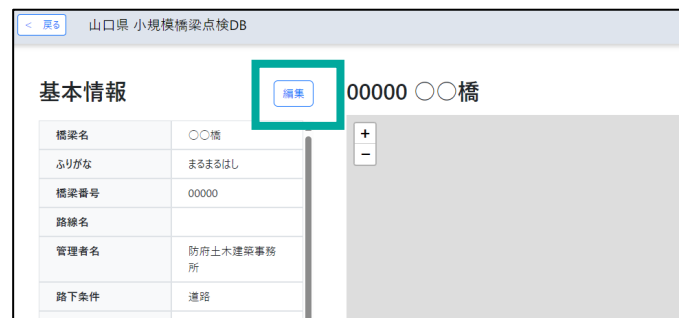 < 戻る 山口県 小規模橋梁点検DB
基本情報 編集 00000 〇〇橋
橋梁名 〇〇橋
ふりがな まるまるはし
橋梁番号 00000
路線名
管理者名 防府土木建築事務
所
路下条件 道路
+
−